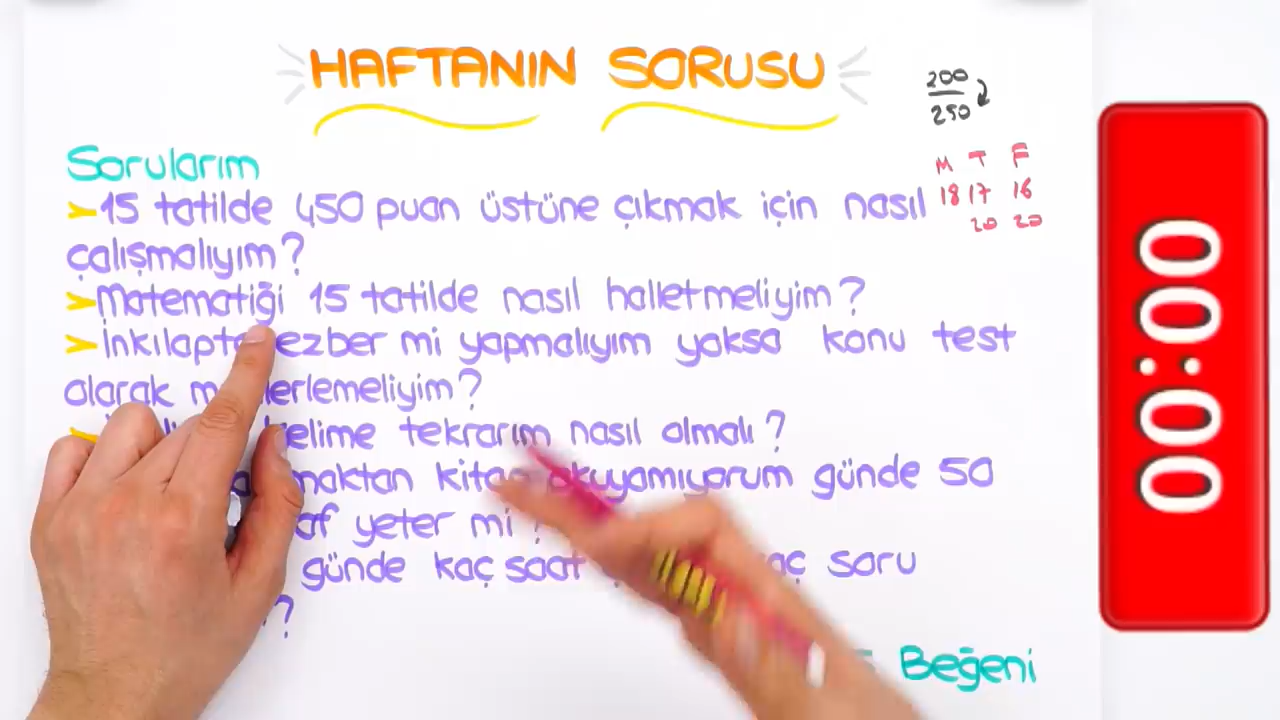 HAFTANIN SORUSU
200
250
M T F
18 17 16
20 20
Sorularım
15 tatilde 450 puan üstüne çıkmak için nasıl
çalışmalıyım?
Matematiği 15 tatilde nasıl halletmeliyim?
İnkılapta ezber mi yapmalıyım yoksa konu test
olarak ilerlemeliyim?
kelime tekrarım nasıl olmalı?
kitap okuyamıyorum günde 50
yeter mi?
günde kaç saat kaç soru
?
Beğeni
00:00